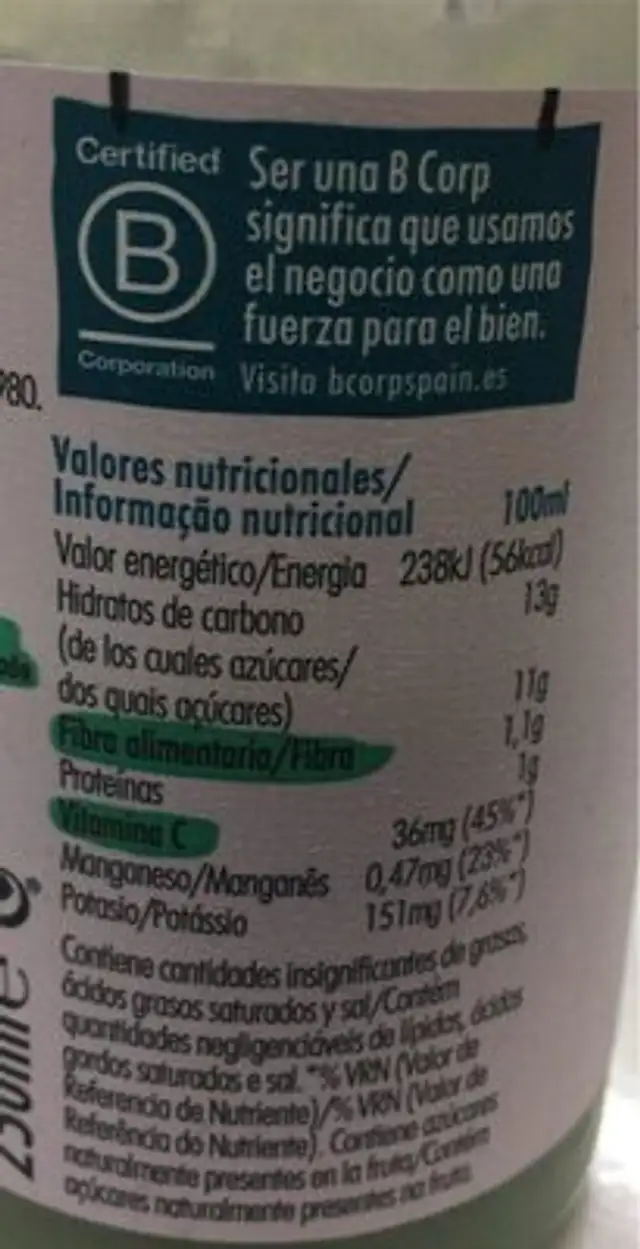 Certified
B
Corporation
Ser una B Corp
significa que usamos
el negocio como una
fuerza para el bien.
Visita bcorpspain.es
Valores nutricionales/
Informação nutricional 100ml
Valor energético/Energia 238kJ (56kcal)
Hidratos de carbono 13g
(de los cuales azúcares/
dos quais açúcares) 11g
Fibra alimentaria/Fibra 1,1g
Proteínas 1g
Vitamina C 36mg (45%*)
Manganeso/Manganês 0,47mg (23%*)
Potasio/Potássio 151mg (7,6%*)
Contiene cantidades insignificantes de grasas,
ácidos grasos saturados y sal/Contém
quantidades negligenciáveis de lípidos, ácidos
gordos saturados e sal. *% VRN (Valor de
Referencia de Nutriente)/% VRN (Valor de
Referência do Nutriente). Contiene azúcares
naturalmente presentes en la fruta/Contém
açúcares naturalmente presentes na fruta.